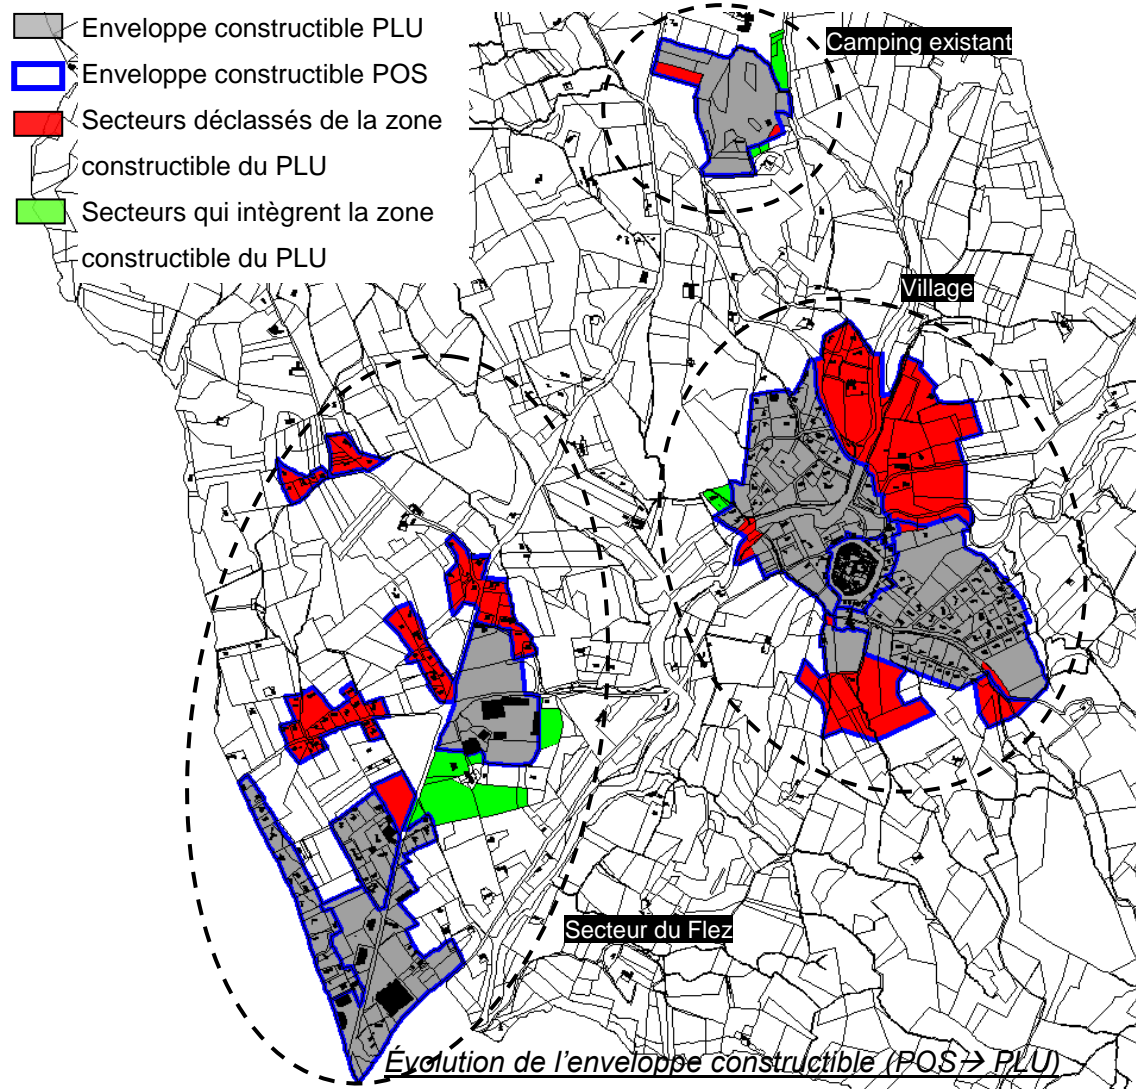 Enveloppe constructible PLU
Enveloppe constructible POS
Secteurs déclassés de la zone
constructible du PLU
Secteurs qui intègrent la zone
constructible du PLU
Camping existant
Village
Secteur du Flez
Évolution de l'enveloppe constructible (POS→ PLU)